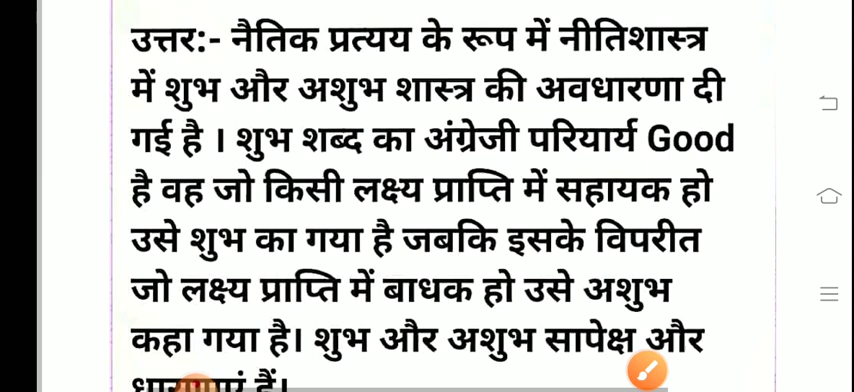 उत्तर:- नैतिक प्रत्यय के रूप में नीतिशास्त्र
में शुभ और अशुभ शास्त्र की अवधारणा दी
गई है । शुभ शब्द का अंग्रेजी परियार्य Good
है वह जो किसी लक्ष्य प्राप्ति में सहायक हो
उसे शुभ का गया है जबकि इसके विपरीत
जो लक्ष्य प्राप्ति में बाधक हो उसे अशुभ
कहा गया है। शुभ और अशुभ सापेक्ष और
हैं।